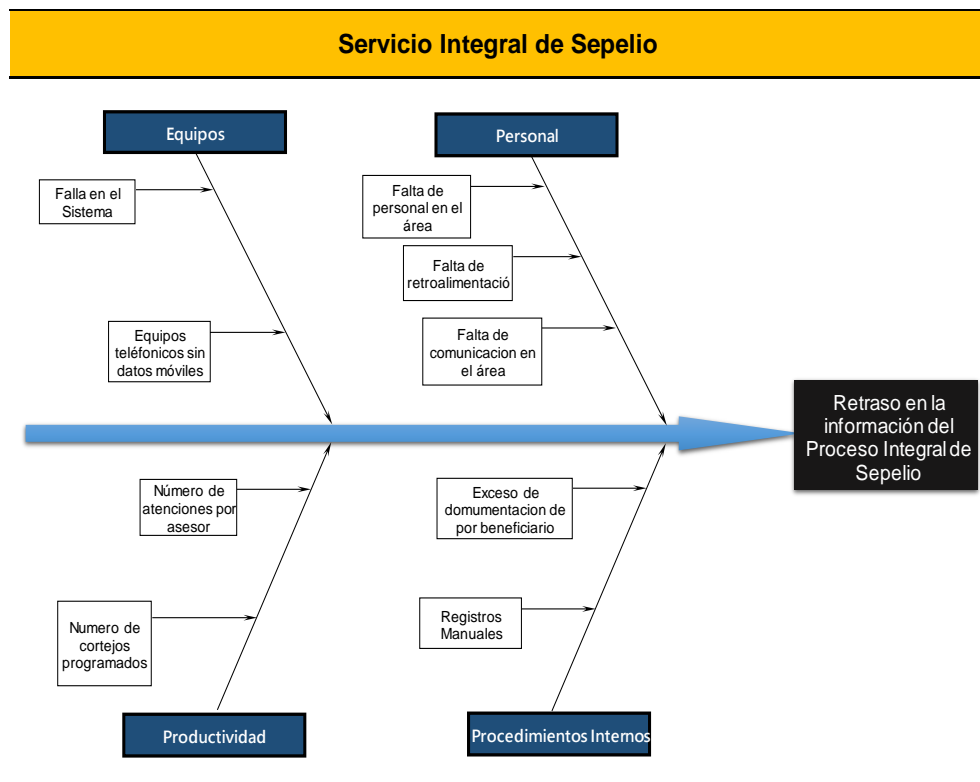 Servicio Integral de Sepelio
Equipos
Personal
Falla en el
Sistema
Falta de
personal en el
área
Falta de
retroalimentació
Equipos
teléfonicos sin
datos móviles
Falta de
comunicacion en
el área
Retraso en la
información del
Proceso Integral de
Sepelio
Número de
atenciones por
asesor
Exceso de
domumentacion de
por beneficiario
Numero de
cortejos
programados
Registros
Manuales
Productividad
Procedimientos Internos